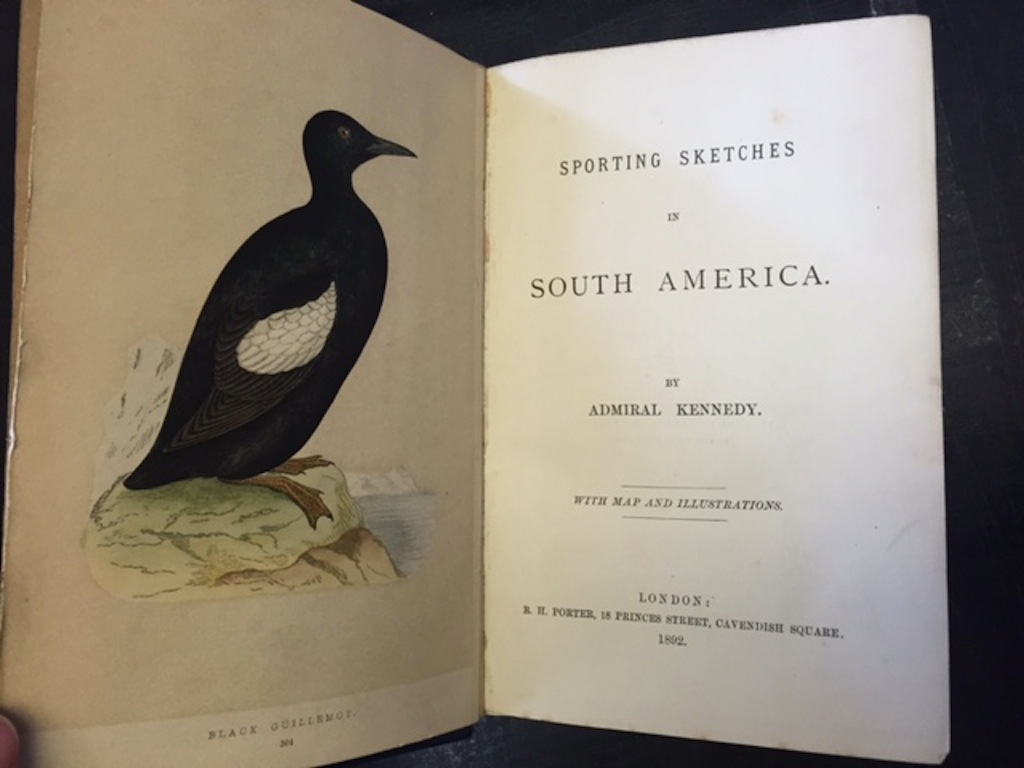 BLACK GUILLEMOT.
304
SPORTING SKETCHES
IN
SOUTH AMERICA.
BY
ADMIRAL KENNEDY.
WITH MAP AND ILLUSTRATIONS.
LONDON:
R. H. PORTER, 18 PRINCES STREET, CAVENDISH SQUARE.
1892.